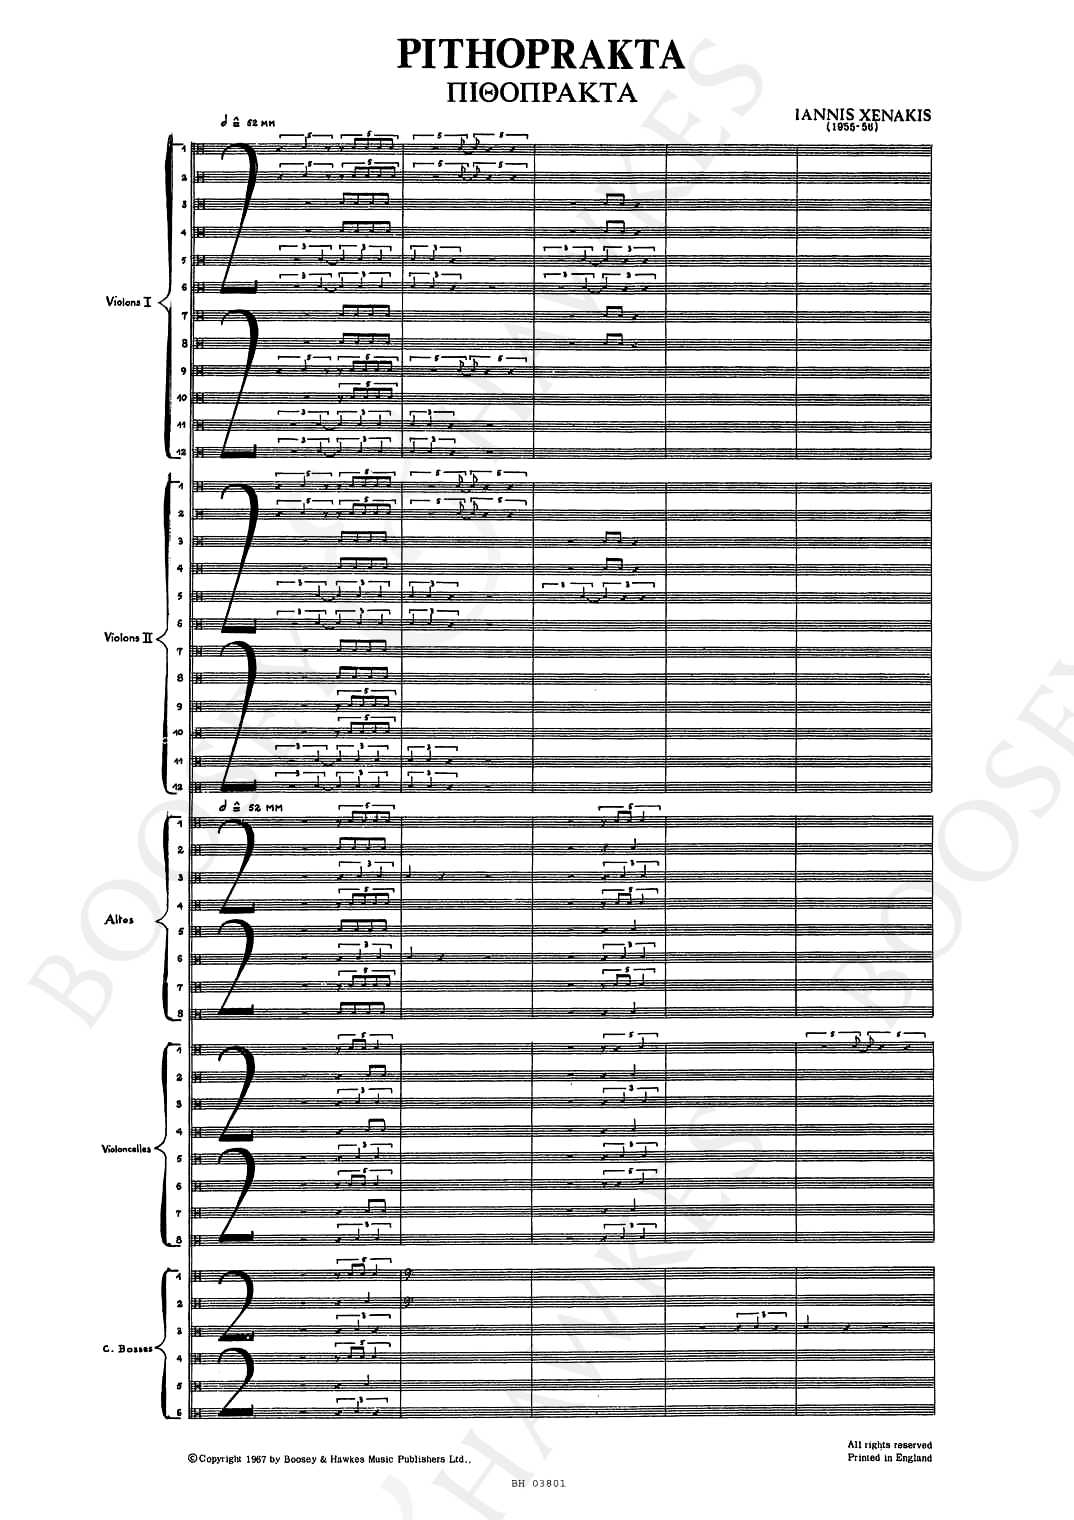 PITHOPRAKTA
ΠΙΘΟΠΡΑΚΤΑ
IANNIS XENAKIS
(1955-56)
52 MM
Violons I
1
2
3
4
5
6
7
8
9
10
11
12
Violons II
1
2
3
4
5
6
7
8
9
10
11
12
52 MM
Altos
1
2
3
4
5
6
7
8
Violoncelles
1
2
3
4
5
6
7
8
C. Basses
1
2
3
4
5
6
©Copyright 1967 by Boosey & Hawkes Music Publishers Ltd..
All rights reserved
Printed in England
BH 03801
BOOSEY & HAWKES
BOOSEY
HAWKES